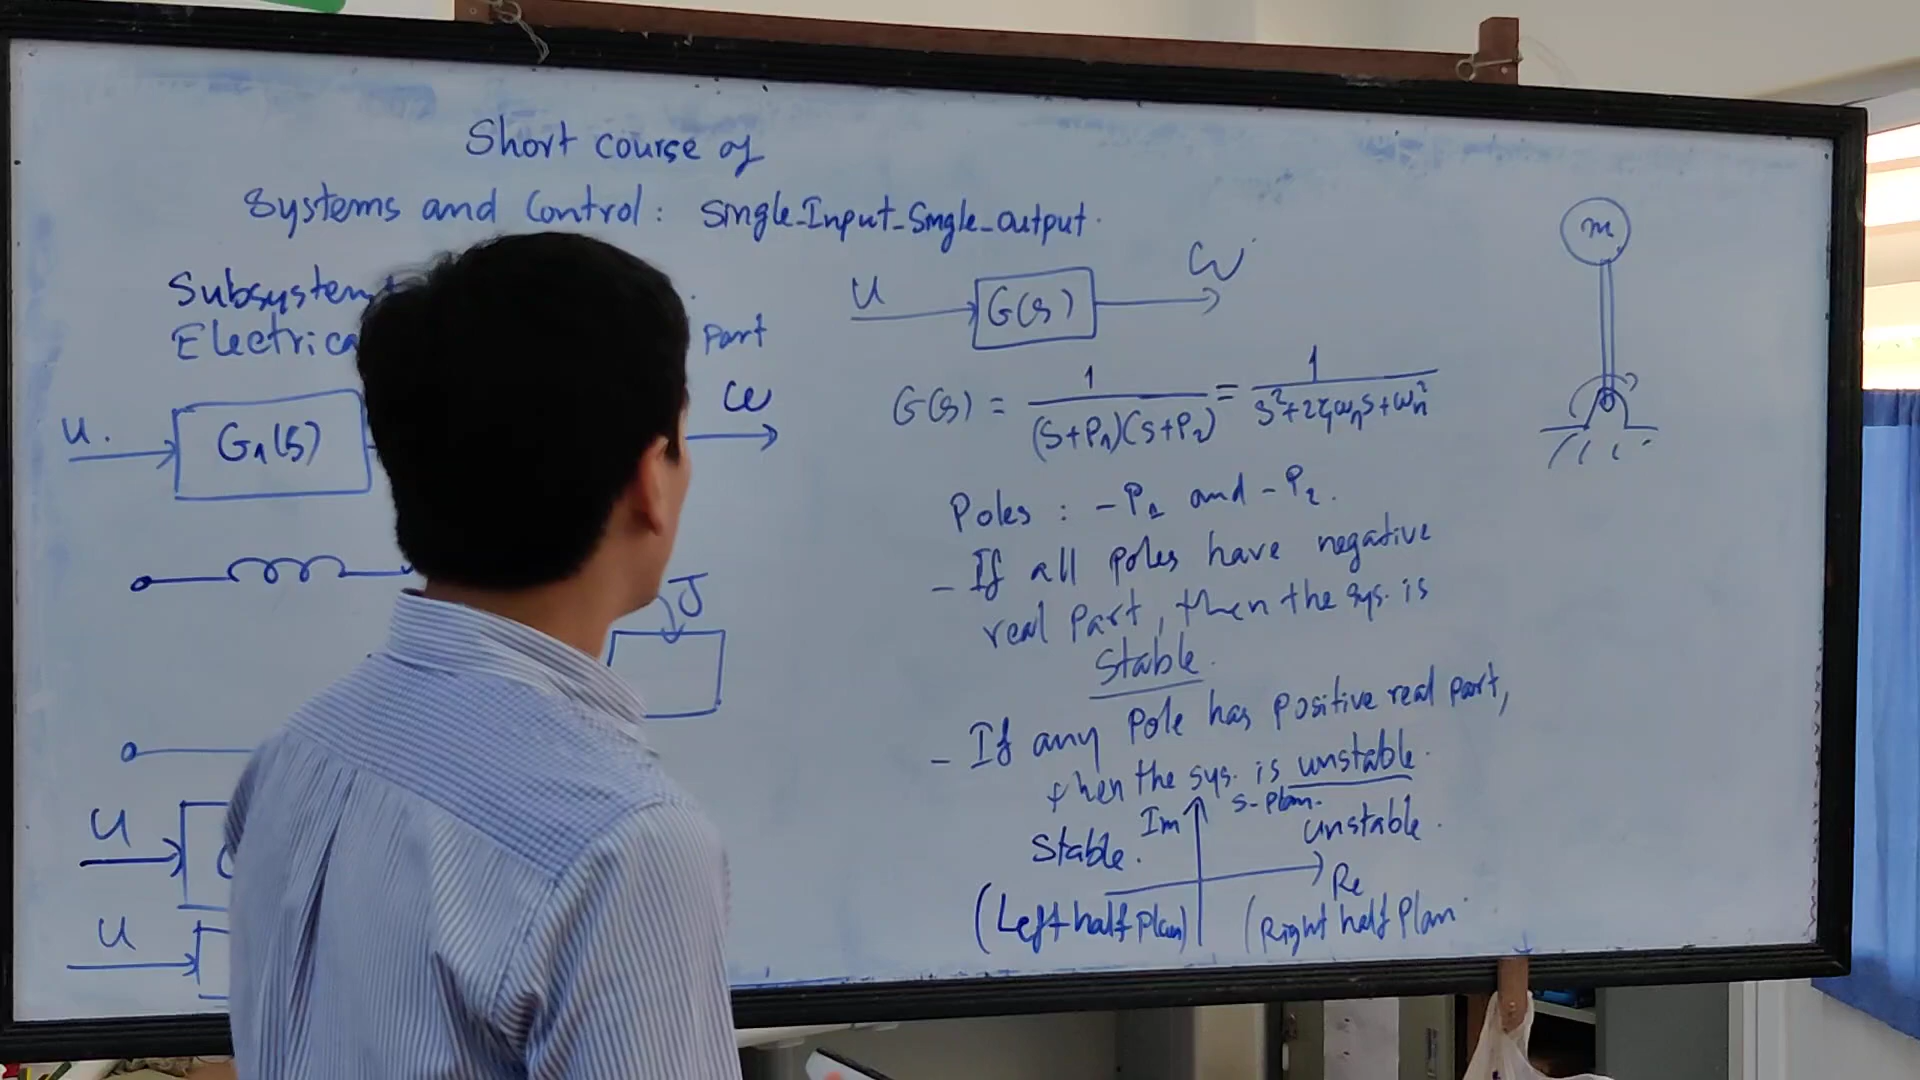 Short course of
Systems and Control: Single-Input-Single-output.
Subsystem
Electrica
Part
u.
G₁(s)
ω
J
U
U
U
G(s)
ω
G(s) = 1/((s+P₁)(s+P₂)) = 1/(s²+2ζωₙs+ωₙ²)
Poles : -P₁ and -P₂.
- If all poles have negative
real part, then the sys. is
stable.
- If any pole has positive real part,
then the sys. is unstable.
s-plan.
Im
Stable.
unstable.
Re
(Left half plan)
(Right half plan
m